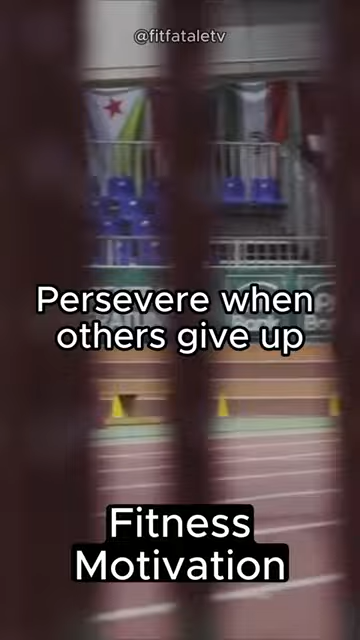 @fitfataletv
Persevere when
others give up
Fitness
Motivation